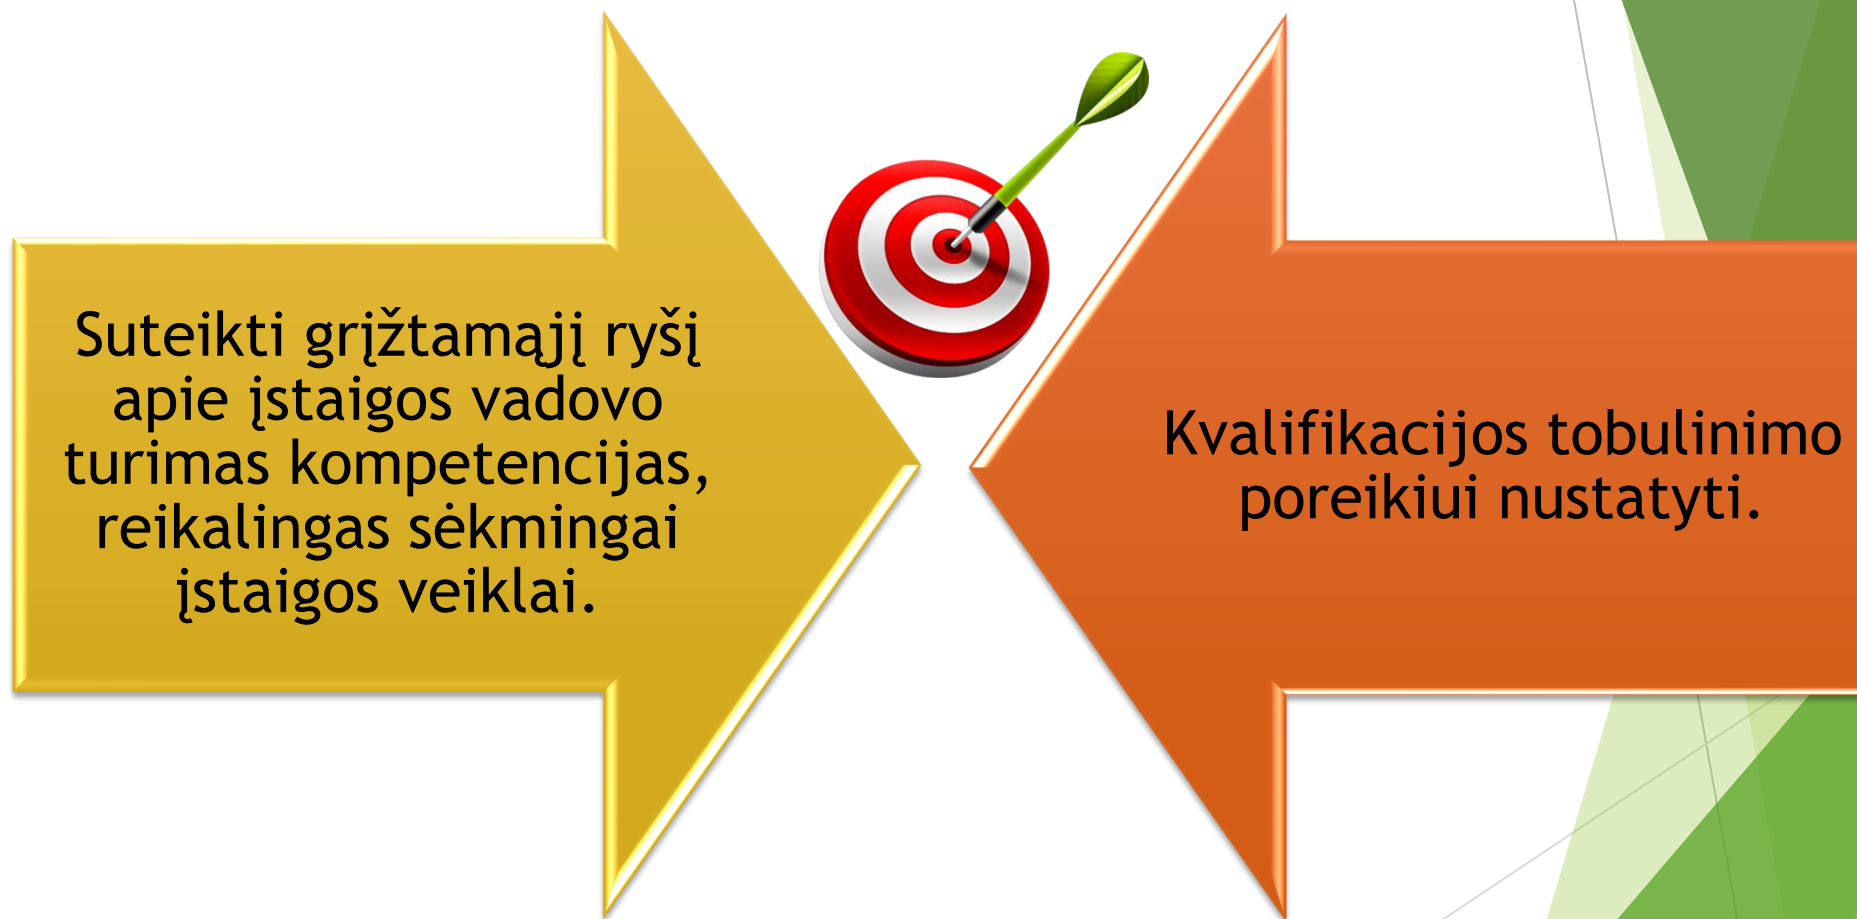 Suteikti grįžtamąjį ryšį
apie įstaigos vadovo
turimas kompetencijas,
reikalingas sėkmingai
įstaigos veiklai.
Kvalifikacijos tobulinimo
poreikiui nustatyti.